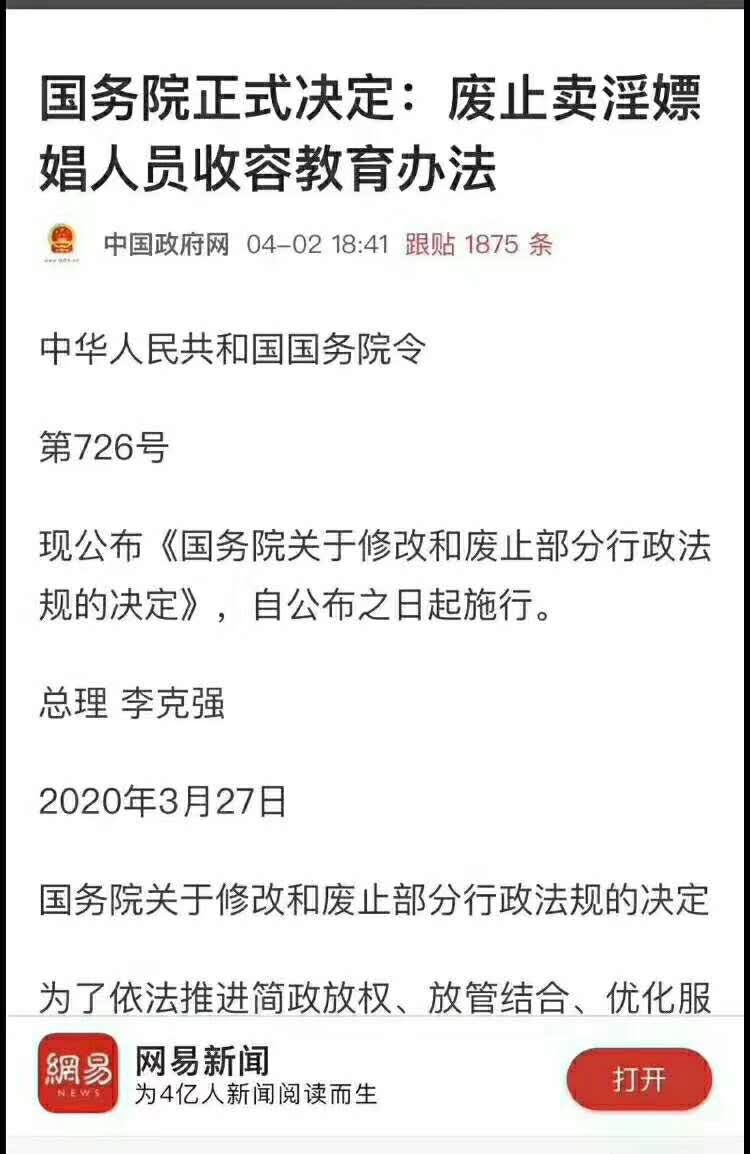 国务院正式决定：废止卖淫嫖
娼人员收容教育办法
中国政府网 04-02 18:41 跟贴 1875 条
中华人民共和国国务院令
第726号
现公布《国务院关于修改和废止部分行政法
规的决定》，自公布之日起施行。
总理 李克强
2020年3月27日
国务院关于修改和废止部分行政法规的决定
为了依法推进简政放权、放管结合、优化服
網易
NEWS
网易新闻
为4亿人新闻阅读而生
打开